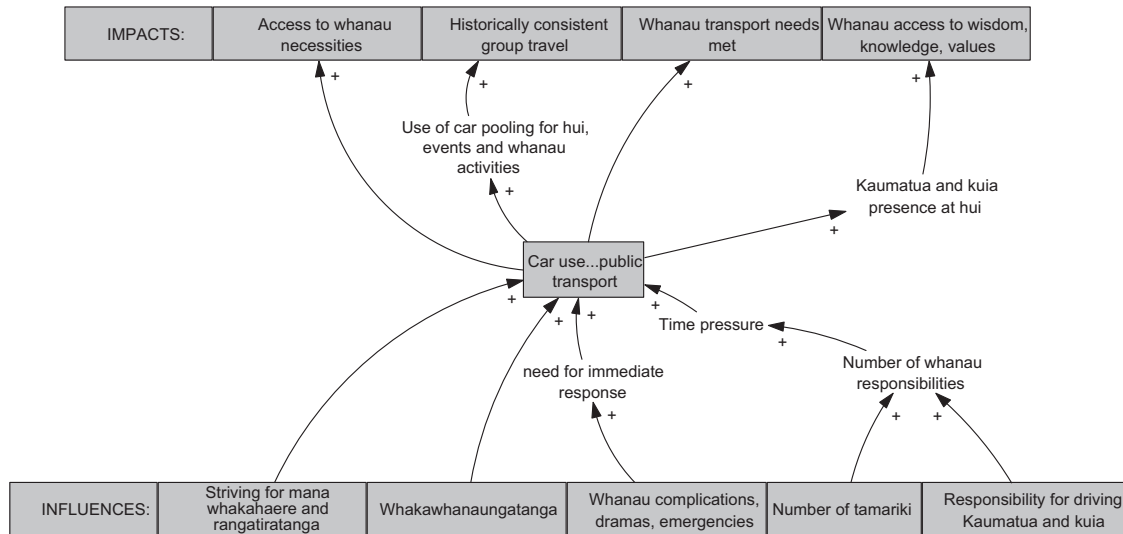 IMPACTS:
Access to whanau
necessities
Historically consistent
group travel
Whanau transport needs
met
Whanau access to wisdom,
knowledge, values
+
+
+
+
Use of car pooling for hui,
events and whanau
activities
+
Kaumatua and kuia
presence at hui
+
Car use...public
transport
+
+
+
+
Time pressure
+
need for immediate
response
+
Number of whanau
responsibilities
+
+
INFLUENCES:
Striving for mana
whakahaere and
rangatiratanga
Whakawhanaungatanga
Whanau complications,
dramas, emergencies
Number of tamariki
Responsibility for driving
Kaumatua and kuia